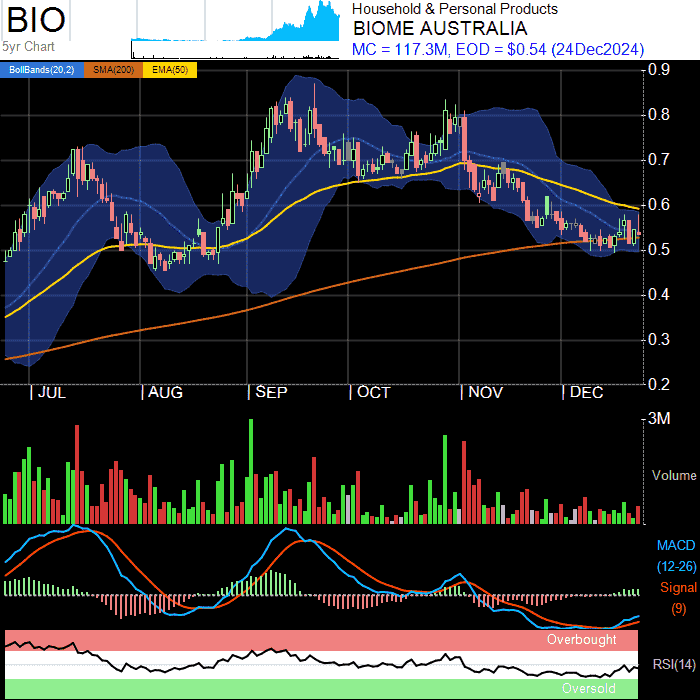 BIO
5yr Chart
Household & Personal Products
BIOME AUSTRALIA
MC = 117.3M, EOD = $0.54 (24Dec2024)
BollBands(20,2) SMA(200) EMA(50)
0.9
0.8
0.7
0.6
0.5
0.4
0.3
0.2
| JUL | AUG | SEP | OCT | NOV | DEC
3M
Volume
MACD
(12-26)
Signal
(9)
Overbought
RSI(14)
Oversold